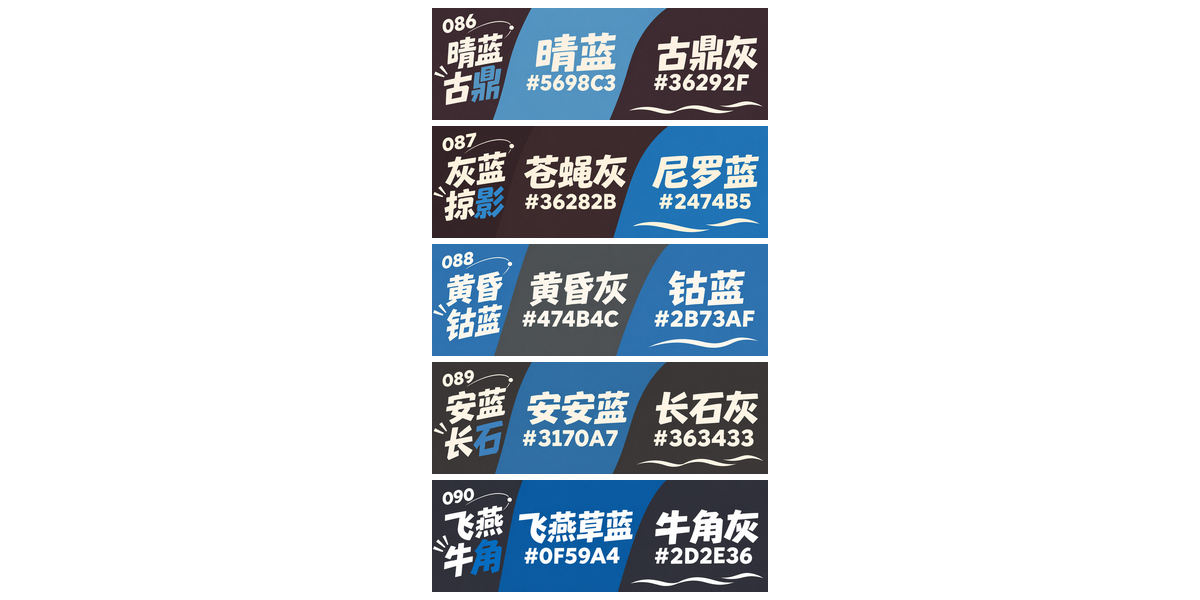 086
晴蓝
古鼎
晴蓝
#5698C3
古鼎灰
#36292F
087
灰蓝
掠影
苍蝇灰
#36282B
尼罗蓝
#2474B5
088
黄昏
钴蓝
黄昏灰
#474B4C
钴蓝
#2B73AF
089
安蓝
长石
安安蓝
#3170A7
长石灰
#363433
090
飞燕
牛角
飞燕草蓝
#0F59A4
牛角灰
#2D2E36